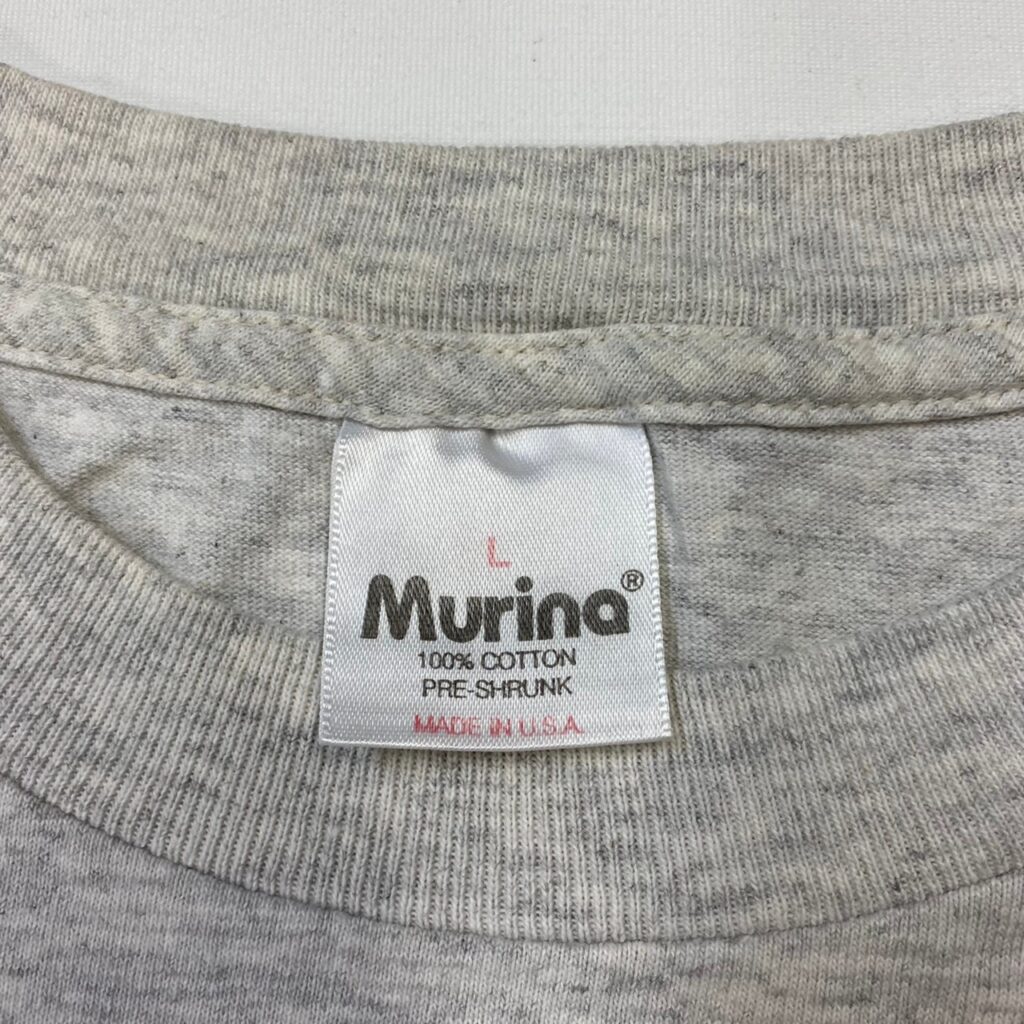 L
Murina®
100% COTTON
PRE-SHRUNK
MADE IN U.S.A.